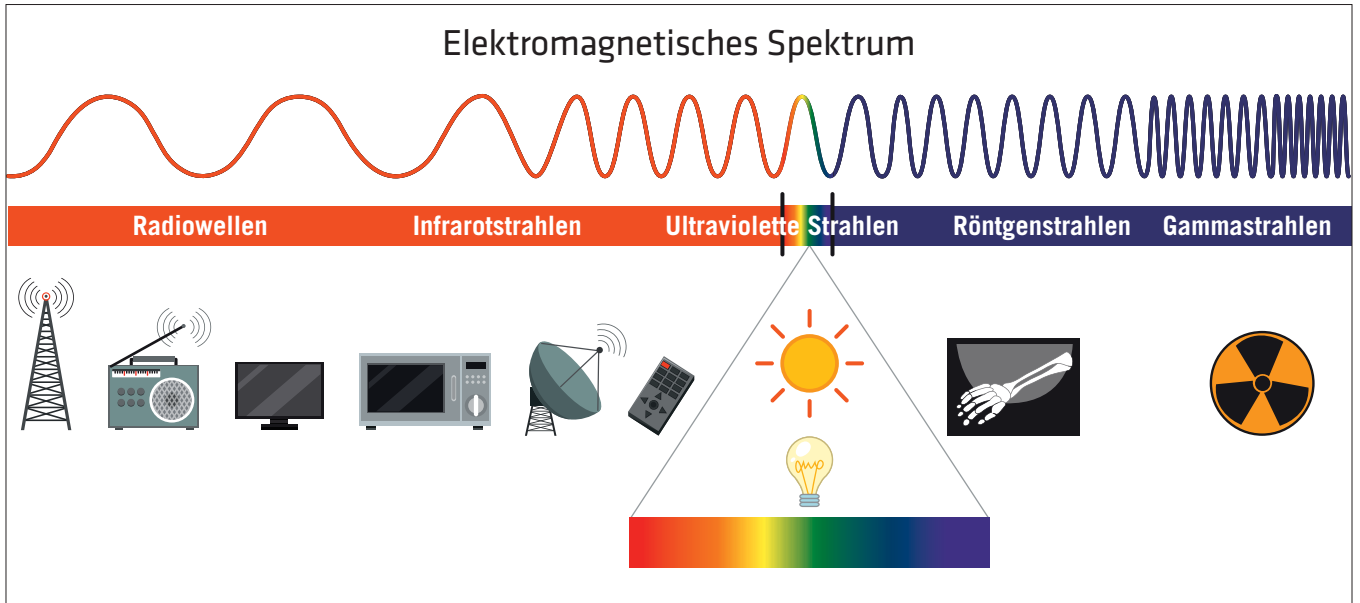 Elektromagnetisches Spektrum
Radiowellen Infrarotstrahlen Ultraviolette Strahlen Röntgenstrahlen Gammastrahlen